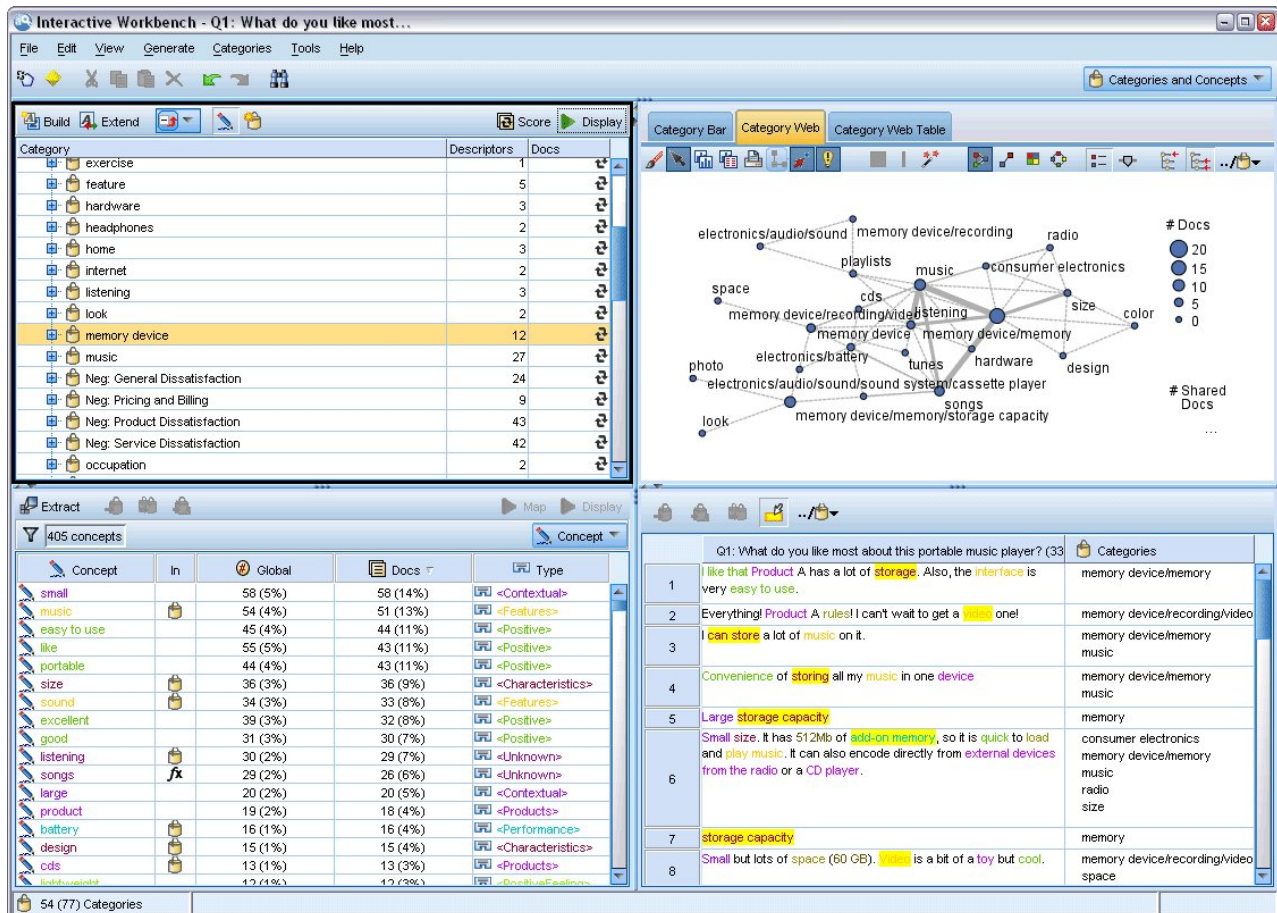 Interactive Workbench - Q1: What do you like most...
File Edit View Generate Categories Tools Help
Categories and Concepts
Build Extend Score Display
Category Descriptors Docs
exercise 1
feature 5
hardware 3
headphones 2
home 3
internet 2
listening 3
look 2
memory device 12
music 27
Neg: General Dissatisfaction 24
Neg: Pricing and Billing 9
Neg: Product Dissatisfaction 43
Neg: Service Dissatisfaction 42
occupation 2
Category Bar Category Web Category Web Table
../
electronics/audio/sound memory device/recording radio
playlists music consumer electronics
space cds size color
memory device/recording/video listening
memory device memory device/memory
electronics/battery tunes hardware design
photo
electronics/audio/sound/sound system/cassette player
songs
look memory device/memory/storage capacity
# Docs
20
15
10
5
0
# Shared
Docs
...
Extract Map Display
405 concepts Concept
Concept In Global Docs Type
small 58 (5%) 58 (14%) <Contextual>
music 54 (4%) 51 (13%) <Features>
easy to use 45 (4%) 44 (11%) <Positive>
like 55 (5%) 43 (11%) <Positive>
portable 44 (4%) 43 (11%) <Positive>
size 36 (3%) 36 (9%) <Characteristics>
sound 34 (3%) 33 (8%) <Features>
excellent 39 (3%) 32 (8%) <Positive>
good 31 (3%) 30 (7%) <Positive>
listening 30 (2%) 29 (7%) <Unknown>
songs fx 29 (2%) 26 (6%) <Unknown>
large 20 (2%) 20 (5%) <Contextual>
product 19 (2%) 18 (4%) <Products>
battery 16 (1%) 16 (4%) <Performance>
design 15 (1%) 15 (4%) <Characteristics>
cds 13 (1%) 13 (3%) <Products>
lightweight 12 (1%) 12 (3%) <PositiveFeeling>
../
Q1: What do you like most about this portable music player? (33 Categories
1 I like that Product A has a lot of storage. Also, the interface is memory device/memory
very easy to use.
2 Everything! Product A rules! I can't wait to get a video one! memory device/recording/video
3 I can store a lot of music on it. memory device/memory
music
4 Convenience of storing all my music in one device memory device/memory
music
5 Large storage capacity memory
6 Small size. It has 512Mb of add-on memory, so it is quick to load consumer electronics
and play music. It can also encode directly from external devices memory device/memory
from the radio or a CD player. music
radio
size
7 storage capacity memory
8 Small but lots of space (60 GB). Video is a bit of a toy but cool. memory device/recording/video
space
54 (77) Categories